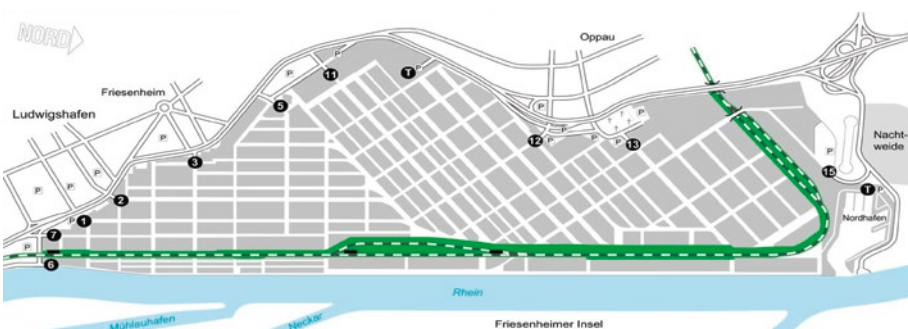 NORD
Oppau
P
11
T
P
P
Friesenheim
5
P
Ludwigshafen
P
12
P
P
P
13
Nacht-
weide
P
3
P
15
T
P
P
P
P
2
P
1
7
Nordhafen
P
6
Rhein
Mühlauhafen
Neckar
Friesenheimer Insel